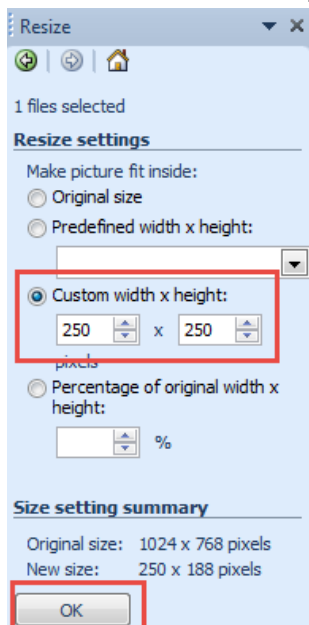 Resize
1 files selected
Resize settings
Make picture fit inside:
Original size
Predefined width x height:
Custom width x height:
250 x 250
pixels
Percentage of original width x
height:
%
Size setting summary
Original size: 1024 x 768 pixels
New size: 250 x 188 pixels
OK